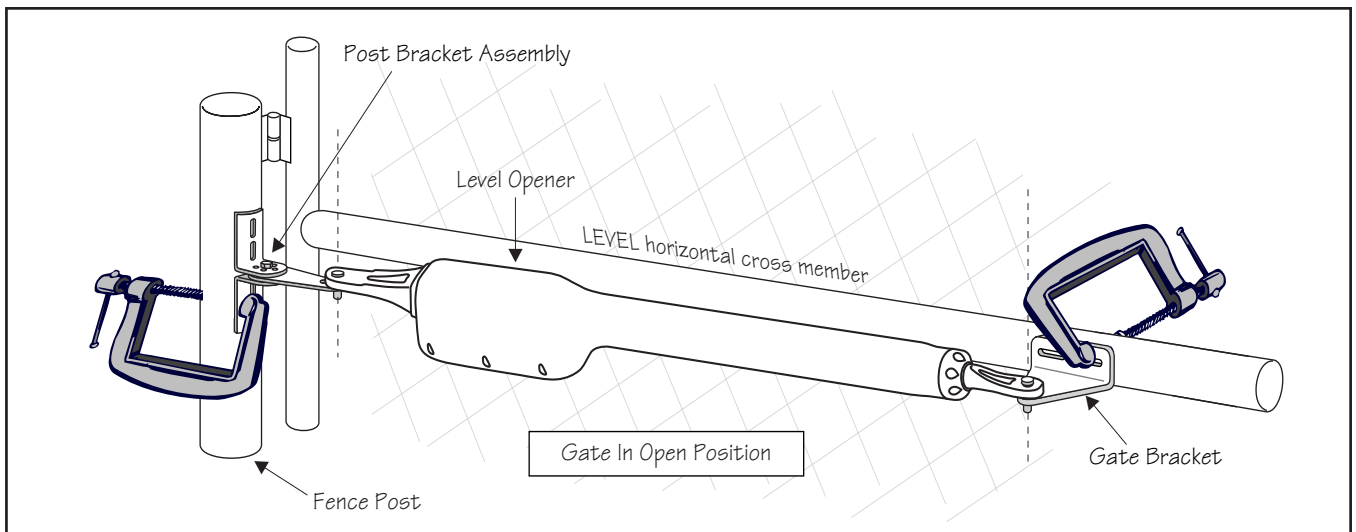 Post Bracket Assembly
Level Opener
LEVEL horizontal cross member
Gate In Open Position
Gate Bracket
Fence Post